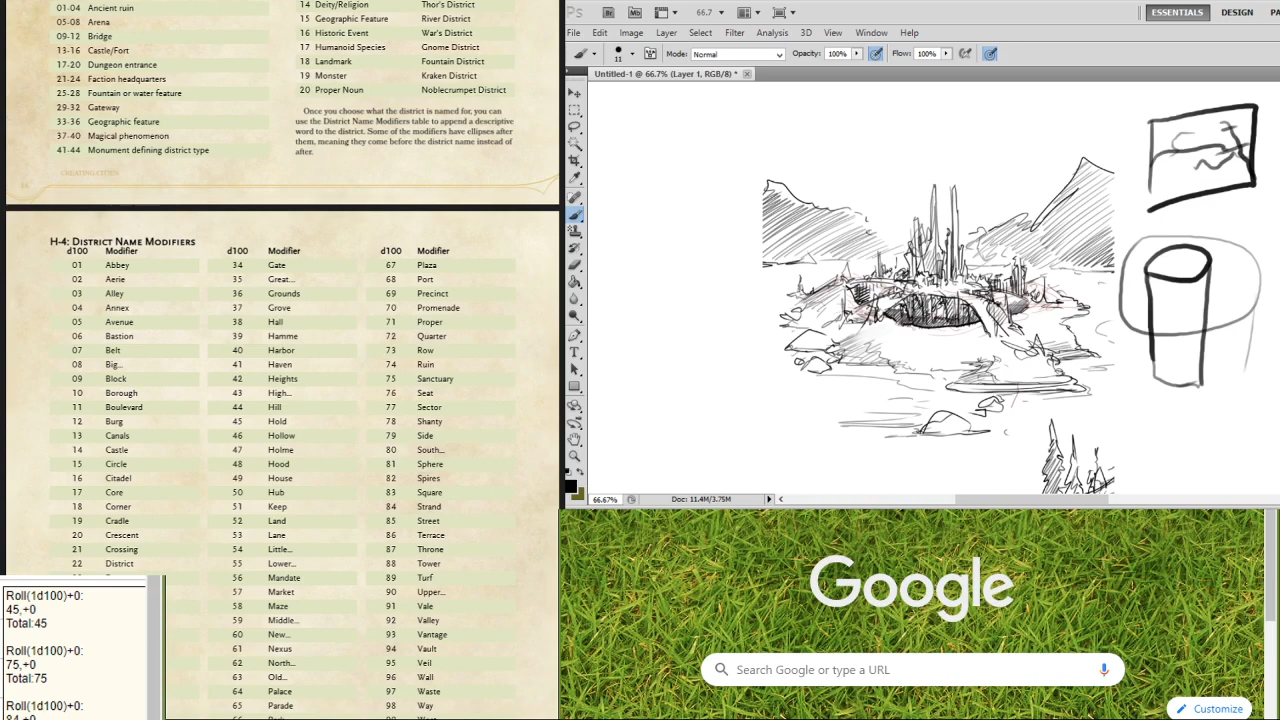 01-04 Ancient ruin
05-08 Arena
09-12 Bridge
13-16 Castle/Fort
17-20 Dungeon entrance
21-24 Faction headquarters
25-28 Fountain or water feature
29-32 Gateway
33-36 Geographic feature
37-40 Magical phenomenon
41-44 Monument defining district type
14 Deity/Religion Thor's District
15 Geographic Feature River District
16 Historic Event War's District
17 Humanoid Species Gnome District
18 Landmark Fountain District
19 Monster Kraken District
20 Proper Noun Noblecrumpet District
Once you choose what the district is named for, you can
use the District Name Modifiers table to append a descriptive
word to the district. Some of the modifiers have ellipses after
them, meaning they come before the district name instead of
after.
CREATING CITIES
H-4: District Name Modifiers
d100 Modifier d100 Modifier d100 Modifier
01 Abbey 34 Gate 67 Plaza
02 Aerie 35 Great... 68 Port
03 Alley 36 Grounds 69 Precinct
04 Annex 37 Grove 70 Promenade
05 Avenue 38 Hall 71 Proper
06 Bastion 39 Hamme 72 Quarter
07 Belt 40 Harbor 73 Row
08 Big... 41 Haven 74 Ruin
09 Block 42 Heights 75 Sanctuary
10 Borough 43 High... 76 Seat
11 Boulevard 44 Hill 77 Sector
12 Burg 45 Hold 78 Shanty
13 Canals 46 Hollow 79 Side
14 Castle 47 Holme 80 South...
15 Circle 48 Hood 81 Sphere
16 Citadel 49 House 82 Spires
17 Core 50 Hub 83 Square
18 Corner 51 Keep 84 Strand
19 Cradle 52 Land 85 Street
20 Crescent 53 Lane 86 Terrace
21 Crossing 54 Little... 87 Throne
22 District 55 Lower... 88 Tower
56 Mandate 89 Turf
57 Market 90 Upper...
58 Maze 91 Vale
59 Middle... 92 Valley
60 New... 93 Vantage
61 Nexus 94 Vault
62 North... 95 Veil
63 Old... 96 Wall
64 Palace 97 Waste
65 Parade 98 Way
Roll(1d100)+0:
45,+0
Total:45
Roll(1d100)+0:
75,+0
Total:75
Roll(1d100)+0:
84,+0
Ps Br Mb 66.7 ESSENTIALS DESIGN
File Edit Image Layer Select Filter Analysis 3D View Window Help
11 Mode: Normal Opacity: 100% Flow: 100%
Untitled-1 @ 66.7% (Layer 1, RGB/8) *
66.67% Doc: 11.4M/3.75M
Google
Search Google or type a URL
Customize